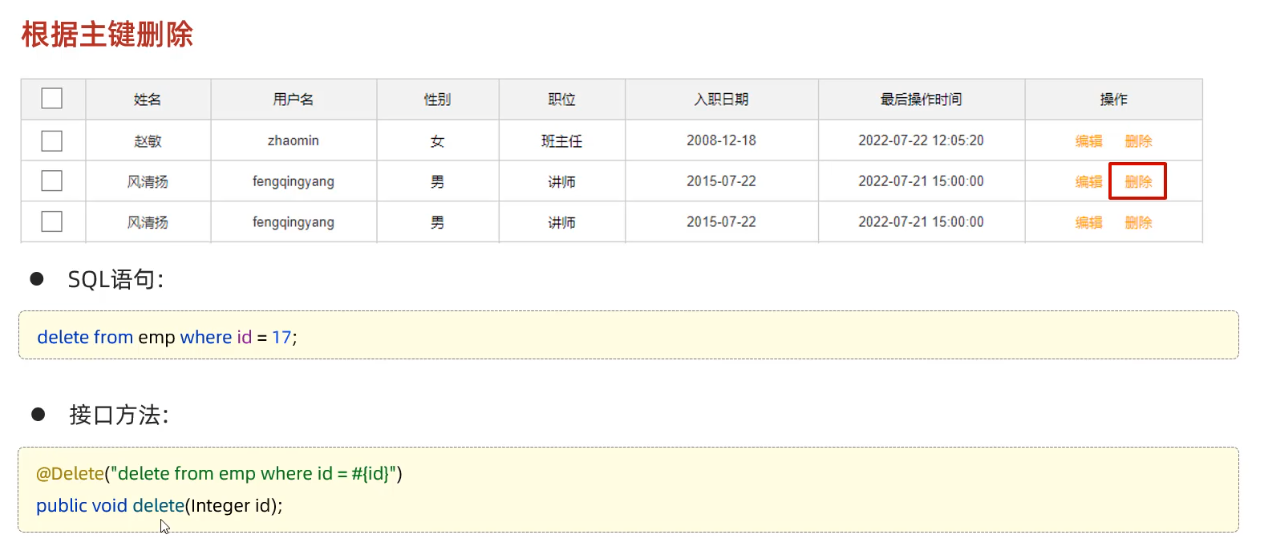 根据主键删除
姓名 用户名 性别 职位 入职日期 最后操作时间 操作
赵敏 zhaomin 女 班主任 2008-12-18 2022-07-22 12:05:20 编辑 删除
风清扬 fengqingyang 男 讲师 2015-07-22 2022-07-21 15:00:00 编辑 删除
风清扬 fengqingyang 男 讲师 2015-07-22 2022-07-21 15:00:00 编辑 删除
● SQL语句：
delete from emp where id = 17;
● 接口方法：
@Delete("delete from emp where id = #{id}")
public void delete(Integer id);